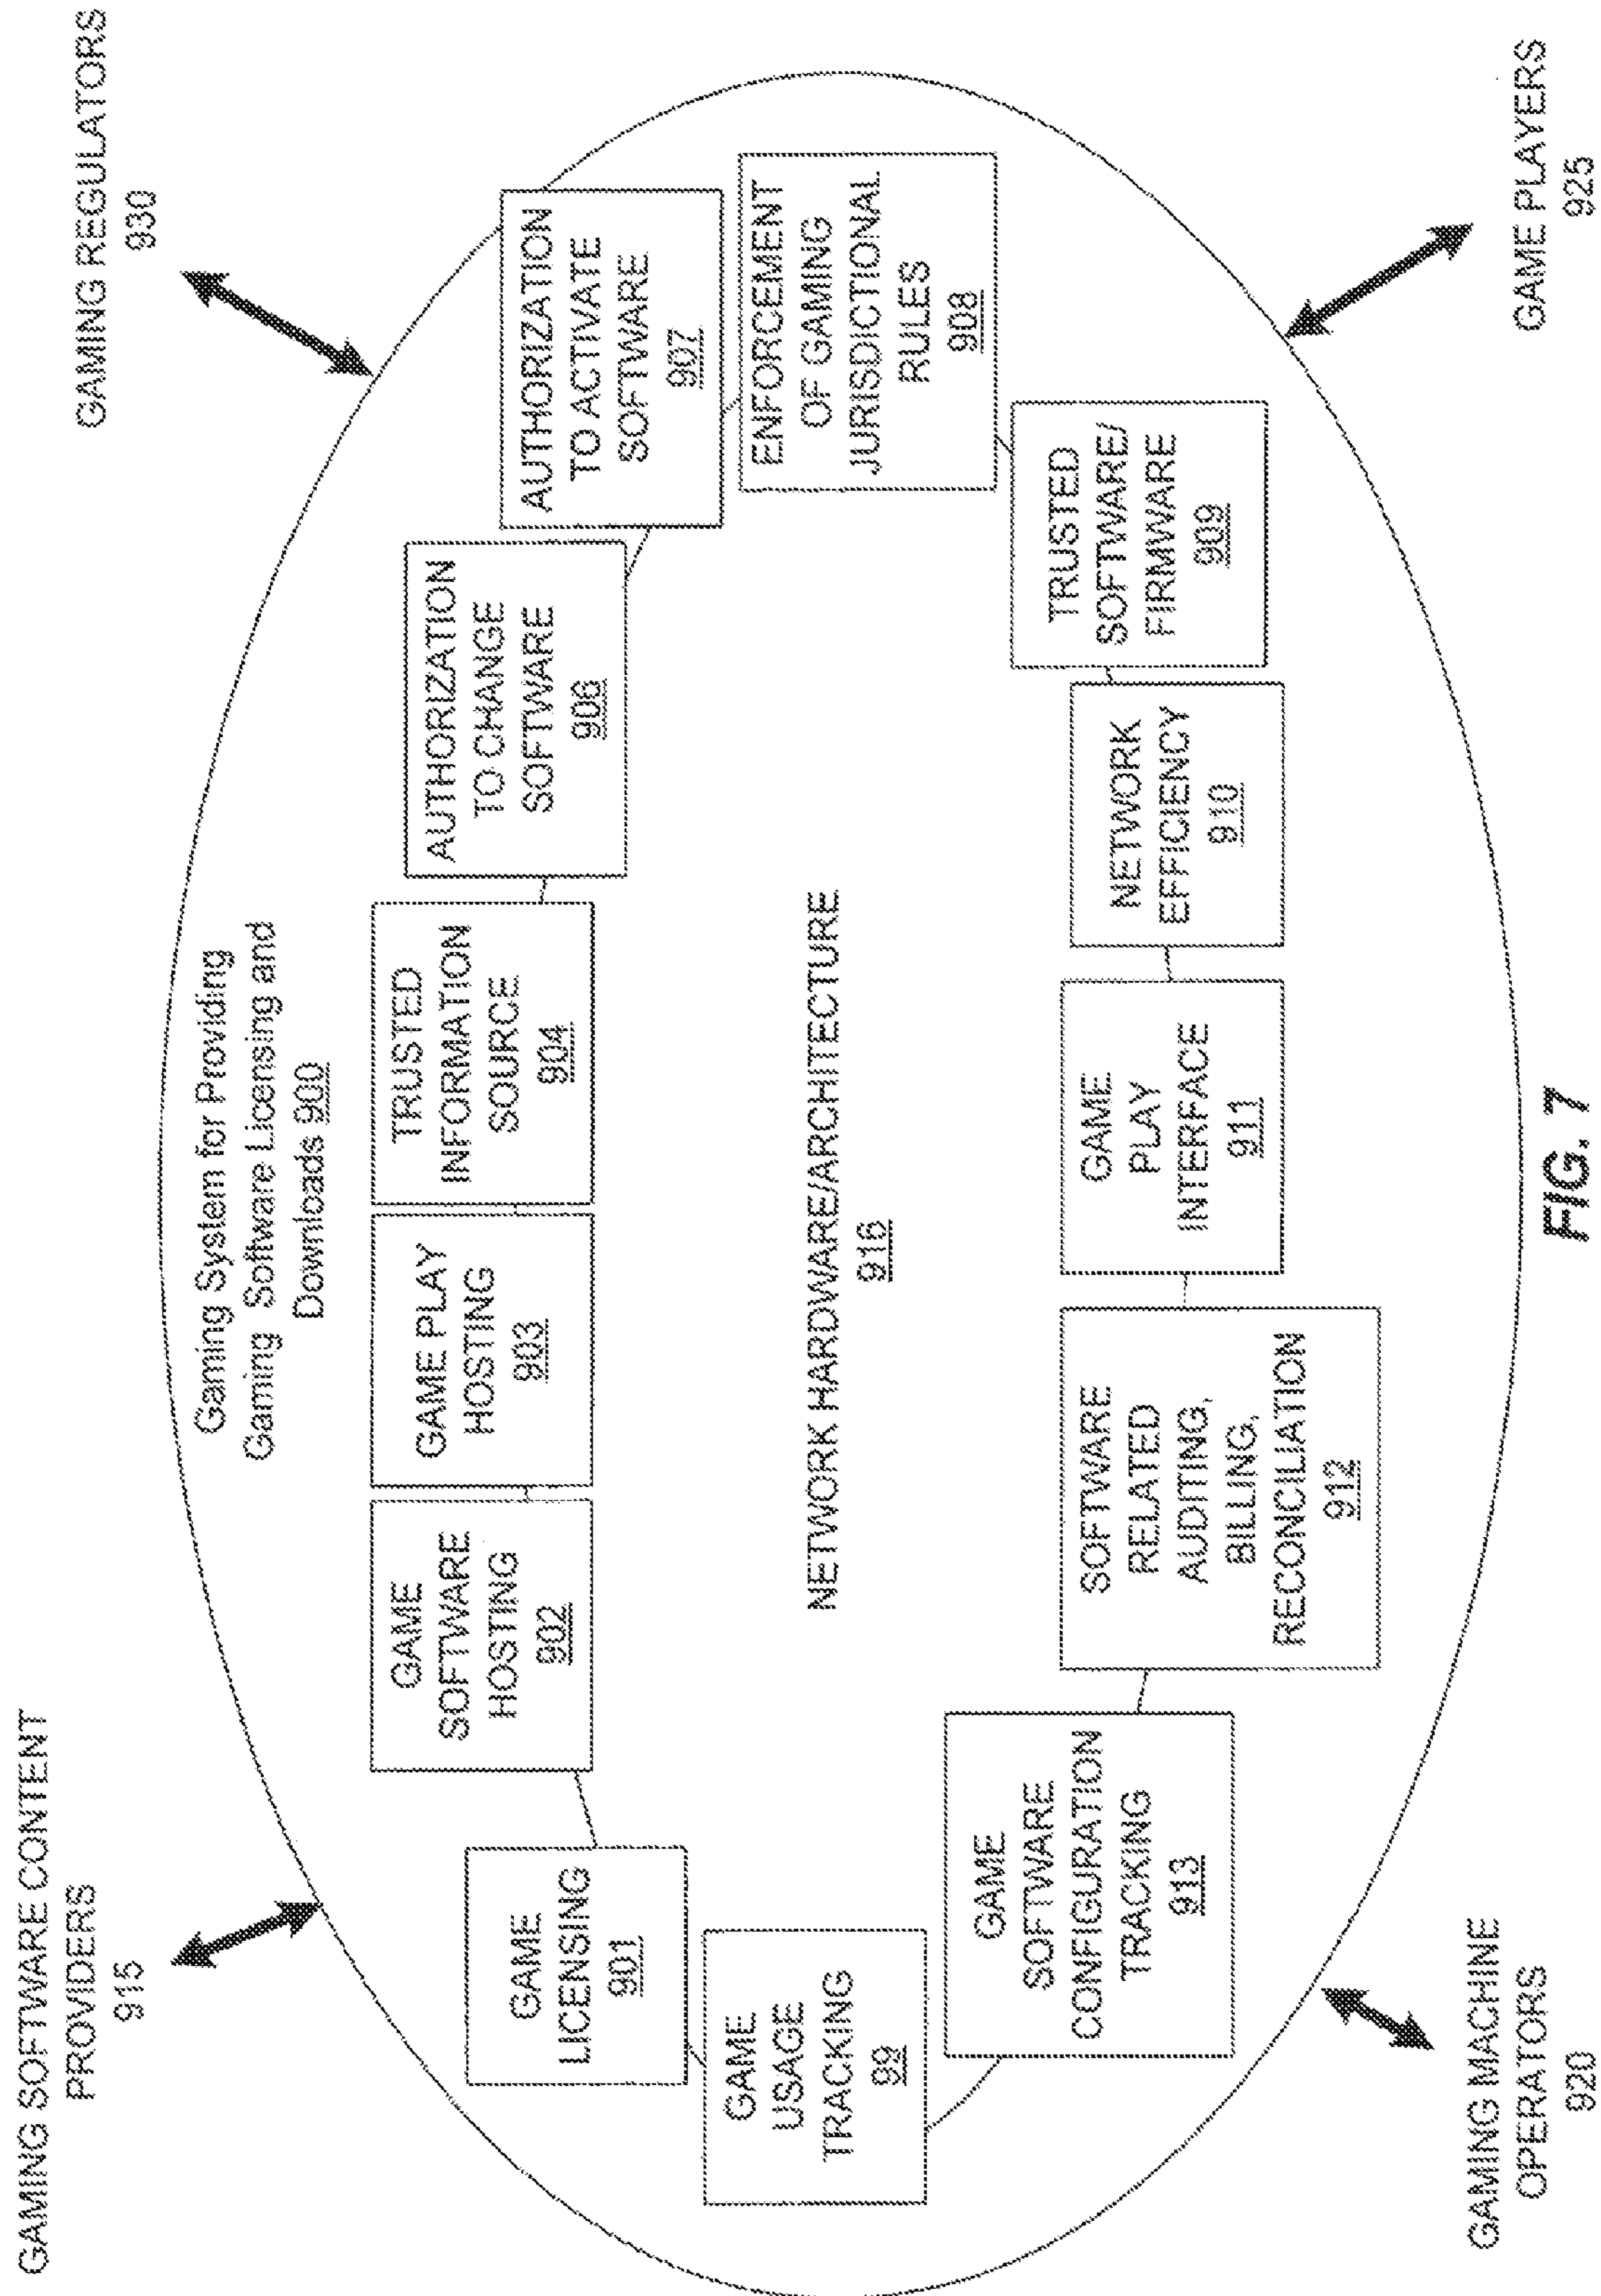 GAMING SOFTWARE CONTENT
PROVIDERS
915
GAMING REGULATORS
930
Gaming System for Providing
Gaming Software Licensing and
Downloads 900
GAME
LICENSING
901
GAME
SOFTWARE
HOSTING
902
GAME PLAY
HOSTING
903
TRUSTED
INFORMATION
SOURCE
904
AUTHORIZATION
TO CHANGE
SOFTWARE
906
AUTHORIZATION
TO ACTIVATE
SOFTWARE
907
ENFORCEMENT
OF GAMING
JURISDICTIONAL
RULES
908
GAME
USAGE
TRACKING
99
NETWORK HARDWARE/ARCHITECTURE
916
GAME
SOFTWARE
CONFIGURATION
TRACKING
913
SOFTWARE
RELATED
AUDITING,
BILLING,
RECONCILIATION
912
GAME
PLAY
INTERFACE
911
NETWORK
EFFICIENCY
910
TRUSTED
SOFTWARE/
FIRMWARE
909
GAMING MACHINE
OPERATORS
920
GAME PLAYERS
925
FIG. 7